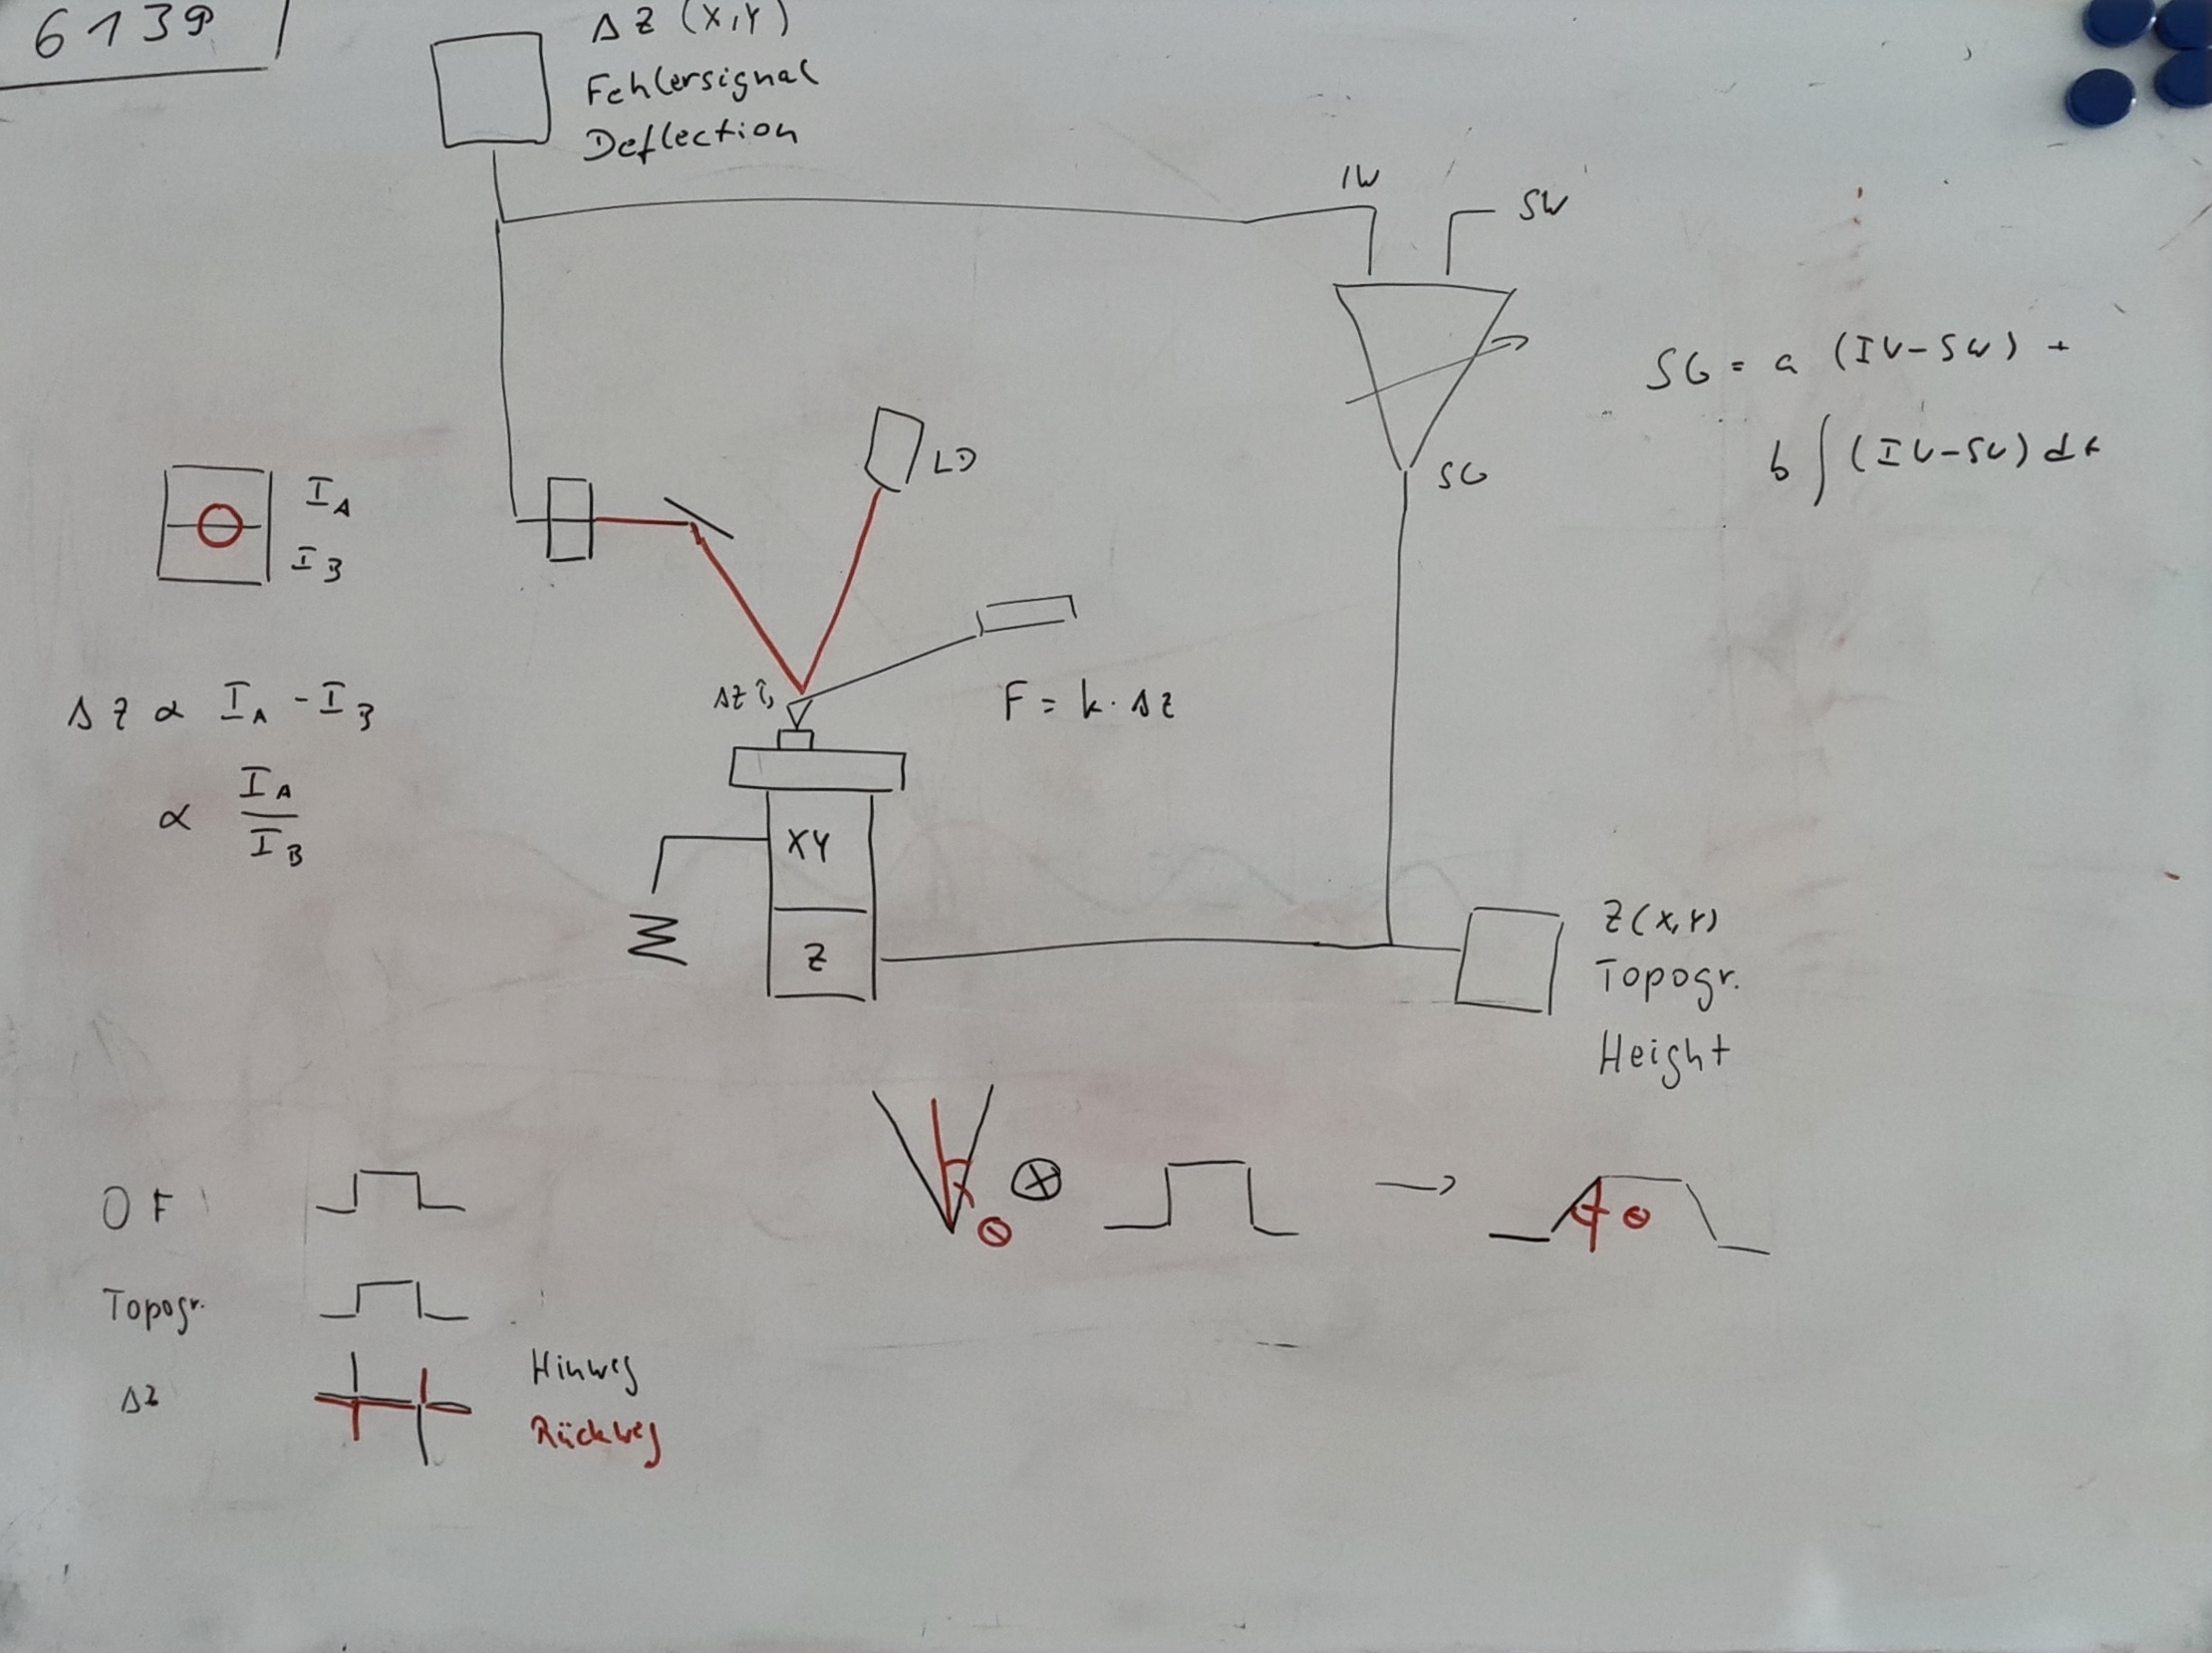 6139
Δz (X,Y)
Fehlersignal
Deflection
IW
SW
SG = a (IW-SW) +
b ∫ (IW-SW) dt
SG
LD
I_A
I_B
Δz
F = k · Δz
Δz ∝ I_A - I_B
∝ I_A / I_B
XY
Z
Z(X,Y)
Topogr.
Height
OF
Topogr.
Δz
Hinweg
Rückweg
⊗
→
Θ
Θ